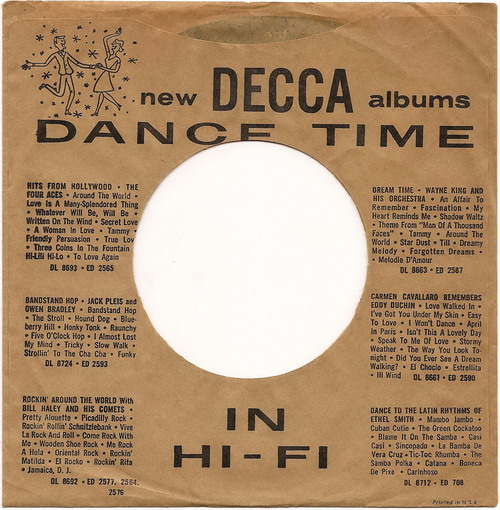 new DECCA albums
DANCE TIME
HITS FROM HOLLYWOOD • THE
FOUR ACES • Around The World •
Love Is A Many-Splendored Thing
• Whatever Will Be, Will Be •
Written On The Wind • Secret Love
• A Woman In Love • Tammy •
Friendly Persuasion • True Lov
• Three Coins In The Fountain
Hi-Lili Hi-Lo • To Love Again
DL 8693 • ED 2565
BANDSTAND HOP • JACK PLEIS and
OWEN BRADLEY • Bandstand Hop
• The Stroll • Hound Dog • Blue-
berry Hill • Honky Tonk • Raunchy
• Five O'Clock Hop • I Almost Lost
My Mind • Tricky • Slow Walk •
Strollin' To The Cha Cha • Funky
DL 8724 • ED 2593
ROCKIN' AROUND THE WORLD With
BILL HALEY AND HIS COMETS •
Pretty Alouette • Picadilly Rock •
Rockin' Rollin' Schnitzlebank • Vive
La Rock And Roll • Come Rock With
Me • Wooden Shoe Rock • Me Rock
A Hula • Oriental Rock • Rockin'
Matilda • El Rocko • Rockin' Rita
• Jamaica, D. J.
DL 8692 • ED 2577, 2564,
2576
DREAM TIME • WAYNE KING AND
HIS ORCHESTRA • An Affair To
Remember • Fascination • My
Heart Reminds Me • Shadow Waltz
• Theme From "Man Of A Thousand
Faces" • Tammy • Around The
World • Star Dust • Till • Dreamy
Melody • Forgotten Dreams •
• Melodie D'Amour
DL 8663 • ED 2587
CARMEN CAVALLARO REMEMBERS
EDDY DUCHIN • Love Walked In •
I've Got You Under My Skin • Easy
To Love • I Won't Dance • April
In Paris • Isn't This A Lovely Day
• Speak To Me Of Love • Stormy
Weather • The Way You Look To-
night • Did You Ever See A Dream
Walking? • El Choclo • Estrellita
• Ill Wind DL 8661 • ED 2590
DANCE TO THE LATIN RHYTHMS OF
ETHEL SMITH • Mambo Jambo •
Cuban Cutie • The Green Cockatoo
• Blame It On The Samba • Casi
Casi • Sincopado • La Bamba De
Vera Cruz • Tic-Toc Rhumba • The
Samba Polka • Catana • Boneca
De Pixe • Carinhoso
DL 8712 • ED 708
IN
HI-FI
Printed in U.S.A.